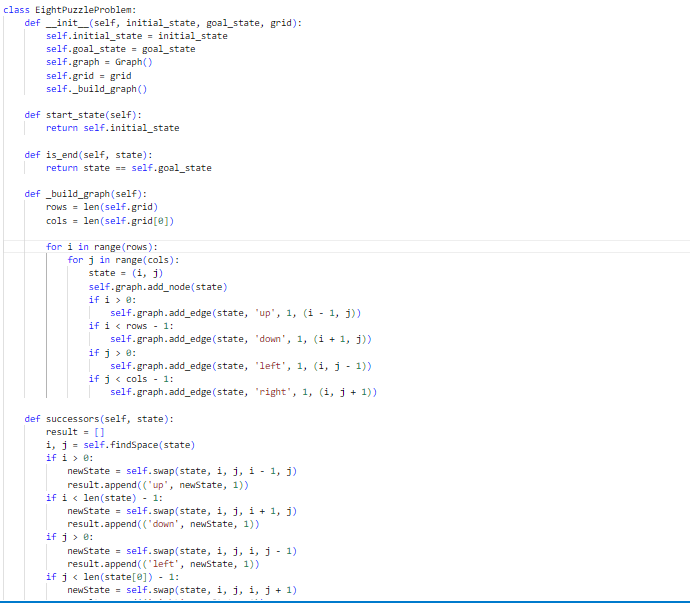 class EightPuzzleProblem:
    def __init__(self, initial_state, goal_state, grid):
        self.initial_state = initial_state
        self.goal_state = goal_state
        self.graph = Graph()
        self.grid = grid
        self._build_graph()

    def start_state(self):
        return self.initial_state

    def is_end(self, state):
        return state == self.goal_state

    def _build_graph(self):
        rows = len(self.grid)
        cols = len(self.grid[0])

        for i in range(rows):
            for j in range(cols):
                state = (i, j)
                self.graph.add_node(state)
                if i > 0:
                    self.graph.add_edge(state, 'up', 1, (i - 1, j))
                if i < rows - 1:
                    self.graph.add_edge(state, 'down', 1, (i + 1, j))
                if j > 0:
                    self.graph.add_edge(state, 'left', 1, (i, j - 1))
                if j < cols - 1:
                    self.graph.add_edge(state, 'right', 1, (i, j + 1))

    def successors(self, state):
        result = []
        i, j = self.findSpace(state)
        if i > 0:
            newState = self.swap(state, i, j, i - 1, j)
            result.append(('up', newState, 1))
        if i < len(state) - 1:
            newState = self.swap(state, i, j, i + 1, j)
            result.append(('down', newState, 1))
        if j > 0:
            newState = self.swap(state, i, j, i, j - 1)
            result.append(('left', newState, 1))
        if j < len(state[0]) - 1:
            newState = self.swap(state, i, j, i, j + 1)